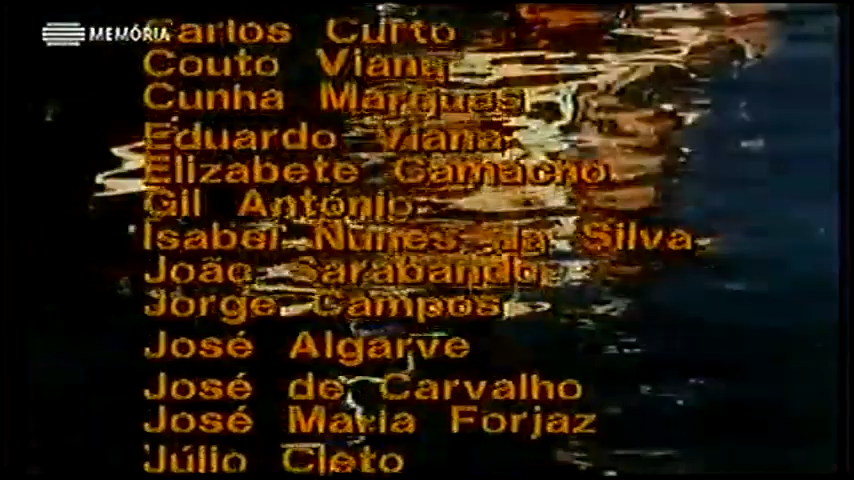 MEMÓRIA
Carlos Curto
Couto Viana
Cunha Marques
Eduardo Viana
Elizabete Camacho
Gil António
Isabel Nunes da Silva
João Sarabando
Jorge Campos
José Algarve
José de Carvalho
José Maria Forjaz
Júlio Cleto